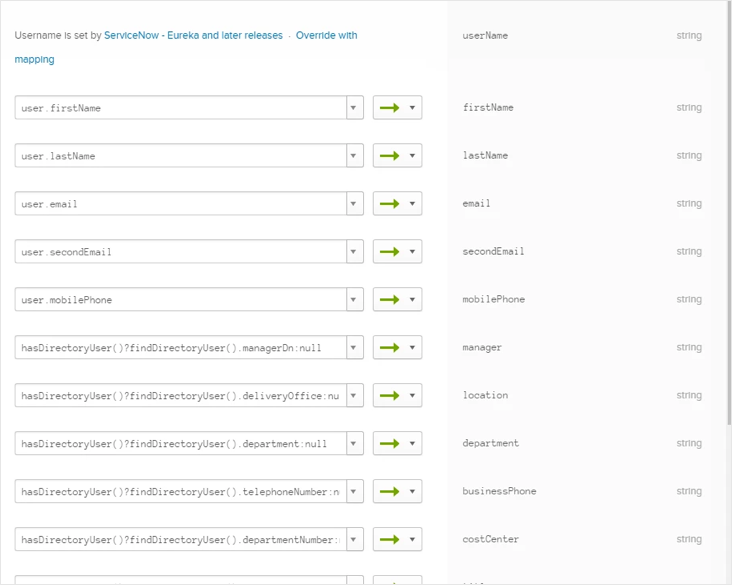 Username is set by ServiceNow - Eureka and later releases · Override with
mapping
userName string
user.firstName firstName string
user.lastName lastName string
user.email email string
user.secondEmail secondEmail string
user.mobilePhone mobilePhone string
hasDirectoryUser()?findDirectoryUser().managerDn:null manager string
hasDirectoryUser()?findDirectoryUser().deliveryOffice:nu location string
hasDirectoryUser()?findDirectoryUser().department:null department string
hasDirectoryUser()?findDirectoryUser().telephoneNumber:n businessPhone string
hasDirectoryUser()?findDirectoryUser().departmentNumber: costCenter string